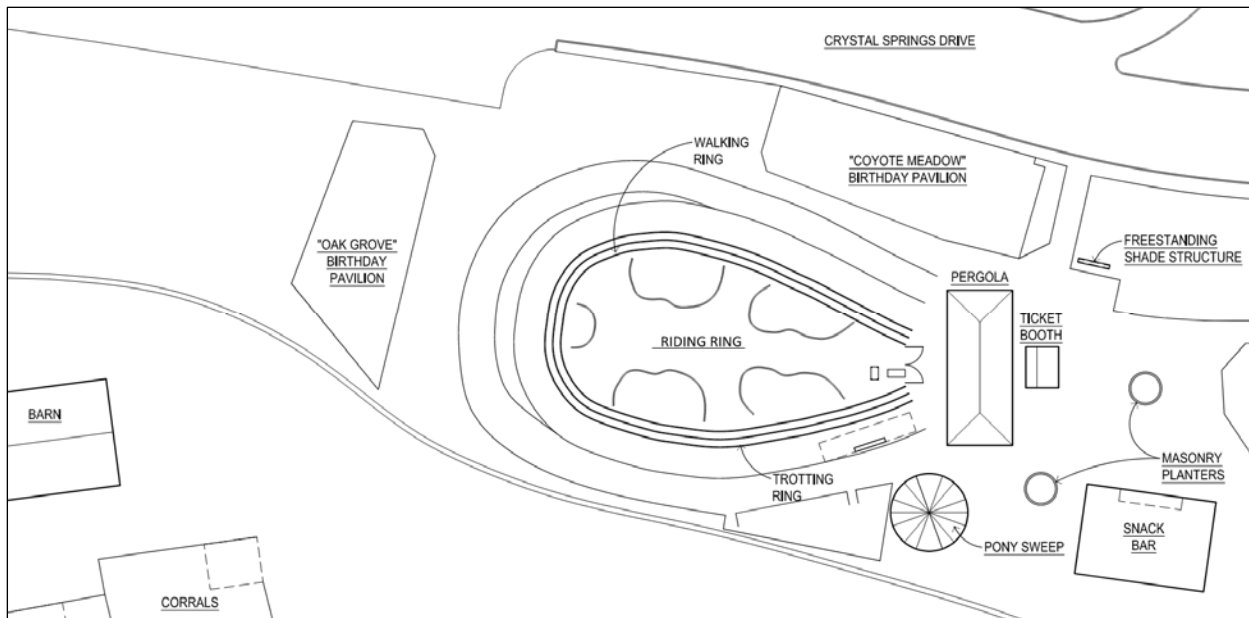 CRYSTAL SPRINGS DRIVE
WALKING
RING
"COYOTE MEADOW"
BIRTHDAY PAVILION
"OAK GROVE"
BIRTHDAY
PAVILION
FREESTANDING
SHADE STRUCTURE
PERGOLA
TICKET
BOOTH
RIDING RING
BARN
MASONRY
PLANTERS
TROTTING
RING
SNACK
BAR
PONY SWEEP
CORRALS